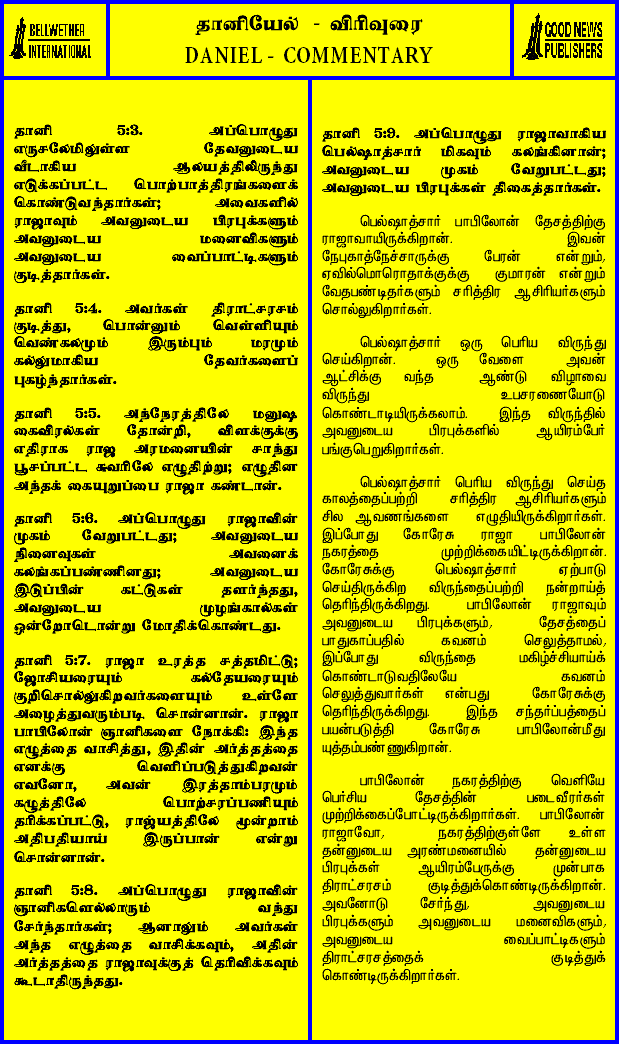 BELLWETHER
INTERNATIONAL
தானியேல் - விரிவுரை
DANIEL - COMMENTARY
GOOD NEWS
PUBLISHERS
தானி 5:3. அப்பொழுது
எருசலேமிலுள்ள தேவனுடைய
வீடாகிய ஆலயத்திலிருந்து
எடுக்கப்பட்ட பொற்பாத்திரங்களைக்
கொண்டுவந்தார்கள்; அவைகளில்
ராஜாவும் அவனுடைய பிரபுக்களும்
அவனுடைய மனைவிகளும்
அவனுடைய வைப்பாட்டிகளும்
குடித்தார்கள்.
தானி 5:4. அவர்கள் திராட்சரசம்
குடித்து, பொன்னும் வெள்ளியும்
வெண்கலமும் இரும்பும் மரமும்
கல்லுமாகிய தேவர்களைப்
புகழ்ந்தார்கள்.
தானி 5:5. அந்நேரத்திலே மனுஷ
கைவிரல்கள் தோன்றி, விளக்குக்கு
எதிராக ராஜ அரமனையின் சாந்து
பூசப்பட்ட சுவரிலே எழுதிற்று; எழுதின
அந்தக் கையுறுப்பை ராஜா கண்டான்.
தானி 5:6. அப்பொழுது ராஜாவின்
முகம் வேறுபட்டது; அவனுடைய
நினைவுகள் அவனைக்
கலங்கப்பண்ணினது; அவனுடைய
இடுப்பின் கட்டுகள் தளர்ந்தது,
அவனுடைய முழங்கால்கள்
ஒன்றோடொன்று மோதிக்கொண்டது.
தானி 5:7. ராஜா உரத்த சத்தமிட்டு;
ஜோசியரையும் கல்தேயரையும்
குறிசொல்லுகிறவர்களையும் உள்ளே
அழைத்துவரும்படி சொன்னான். ராஜா
பாபிலோன் ஞானிகளை நோக்கி: இந்த
எழுத்தை வாசித்து, இதின் அர்த்தத்தை
எனக்கு வெளிப்படுத்துகிறவன்
எவனோ, அவன் இரத்தாம்பரமும்
கழுத்திலே பொற்சரப்பணியும்
தரிக்கப்பட்டு, ராஜ்யத்திலே மூன்றாம்
அதிபதியாய் இருப்பான் என்று
சொன்னான்.
தானி 5:8. அப்பொழுது ராஜாவின்
ஞானிகளெல்லாரும் வந்து
சேர்ந்தார்கள்; ஆனாலும் அவர்கள்
அந்த எழுத்தை வாசிக்கவும், அதின்
அர்த்தத்தை ராஜாவுக்குத் தெரிவிக்கவும்
கூடாதிருந்தது.
தானி 5:9. அப்பொழுது ராஜாவாகிய
பெல்ஷாத்சார் மிகவும் கலங்கினான்;
அவனுடைய முகம் வேறுபட்டது;
அவனுடைய பிரபுக்கள் திகைத்தார்கள்.
பெல்ஷாத்சார் பாபிலோன் தேசத்திற்கு
ராஜாவாயிருக்கிறான். இவன்
நேபுகாத்நேச்சாருக்கு பேரன் என்றும்,
ஏவில்மொரொதாக்குக்கு குமாரன் என்றும்
வேதபண்டிதர்களும் சரித்திர ஆசிரியர்களும்
சொல்லுகிறார்கள்.
பெல்ஷாத்சார் ஒரு பெரிய விருந்து
செய்கிறான். ஒரு வேளை அவன்
ஆட்சிக்கு வந்த ஆண்டு விழாவை
விருந்து உபசரணையோடு
கொண்டாடியிருக்கலாம். இந்த விருந்தில்
அவனுடைய பிரபுக்களில் ஆயிரம்பேர்
பங்குபெறுகிறார்கள்.
பெல்ஷாத்சார் பெரிய விருந்து செய்த
காலத்தைப்பற்றி சரித்திர ஆசிரியர்களும்
சில ஆவணங்களை எழுதியிருக்கிறார்கள்.
இப்போது கோரேசு ராஜா பாபிலோன்
நகரத்தை முற்றிக்கையிட்டிருக்கிறான்.
கோரேசுக்கு பெல்ஷாத்சார் ஏற்பாடு
செய்திருக்கிற விருந்தைப்பற்றி நன்றாய்த்
தெரிந்திருக்கிறது. பாபிலோன் ராஜாவும்
அவனுடைய பிரபுக்களும், தேசத்தைப்
பாதுகாப்பதில் கவனம் செலுத்தாமல்,
இப்போது விருந்தை மகிழ்ச்சியாய்க்
கொண்டாடுவதிலேயே கவனம்
செலுத்துவார்கள் என்பது கோரேசுக்கு
தெரிந்திருக்கிறது. இந்த சந்தர்ப்பத்தைப்
பயன்படுத்தி கோரேசு பாபிலோன்மீது
யுத்தம்பண்ணுகிறான்.
பாபிலோன் நகரத்திற்கு வெளியே
பெர்சிய தேசத்தின் படைவீரர்கள்
முற்றிக்கைப்போட்டிருக்கிறார்கள். பாபிலோன்
ராஜாவோ, நகரத்திற்குள்ளே உள்ள
தன்னுடைய அரண்மனையில் தன்னுடைய
பிரபுக்கள் ஆயிரம்பேருக்கு முன்பாக
திராட்சரசம் குடித்துக்கொண்டிருக்கிறான்.
அவனோடு சேர்ந்து, அவனுடைய
பிரபுக்களும் அவனுடைய மனைவிகளும்,
அவனுடைய வைப்பாட்டிகளும்
திராட்சரசத்தைக் குடித்துக்
கொண்டிருக்கிறார்கள்.